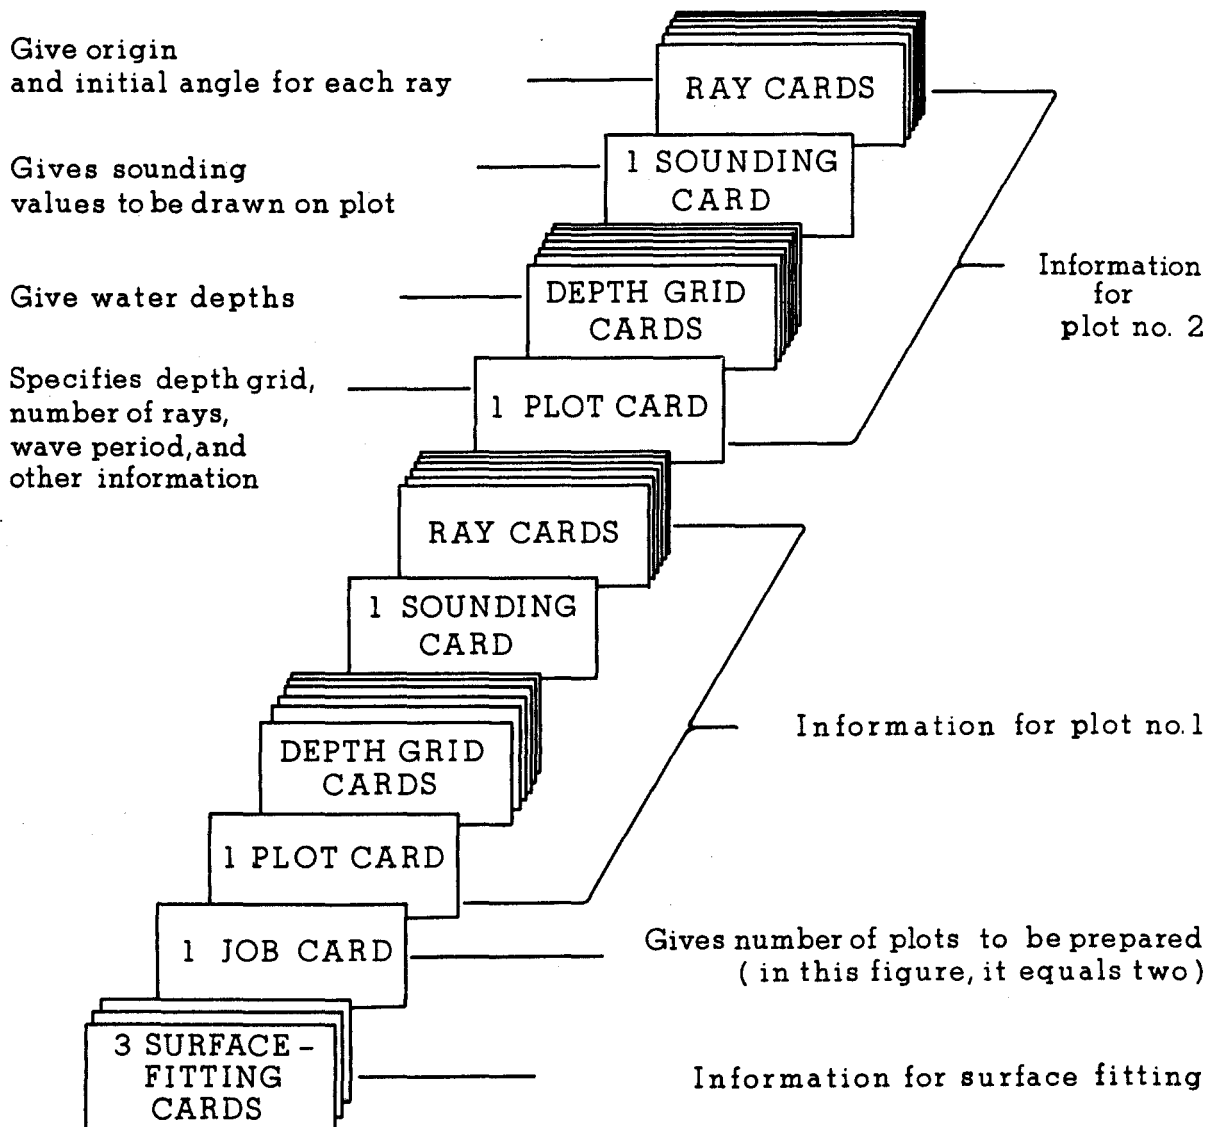 Give origin
and initial angle for each ray
RAY CARDS
Gives sounding
values to be drawn on plot
1 SOUNDING
CARD
Give water depths
DEPTH GRID
CARDS
Information
for
plot no. 2
Specifies depth grid,
number of rays,
wave period, and
other information
1 PLOT CARD
RAY CARDS
1 SOUNDING
CARD
DEPTH GRID
CARDS
Information for plot no. 1
1 PLOT CARD
1 JOB CARD
Gives number of plots to be prepared
( in this figure, it equals two )
3 SURFACE-
FITTING
CARDS
Information for surface fitting